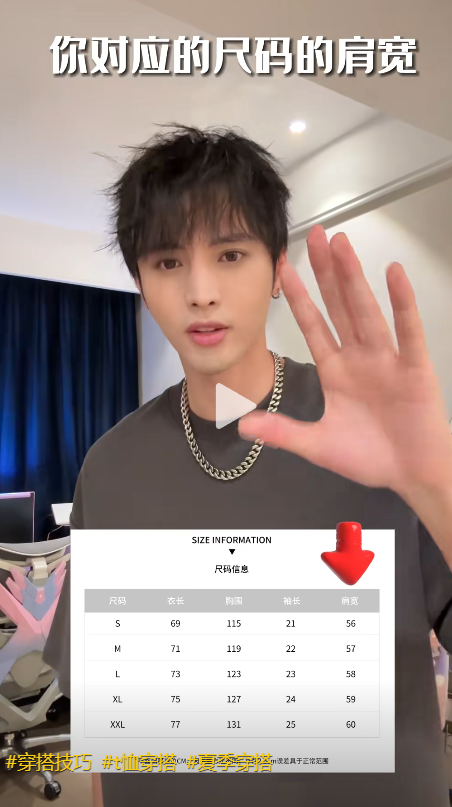 你对应的尺码的肩宽
SIZE INFORMATION
尺码信息
尺码 衣长 胸围 袖长 肩宽
S 69 115 21 56
M 71 119 22 57
L 73 123 23 58
XL 75 127 24 59
XXL 77 131 25 60
#穿搭技巧 #t恤穿搭 #夏季穿搭
误差具于正常范围